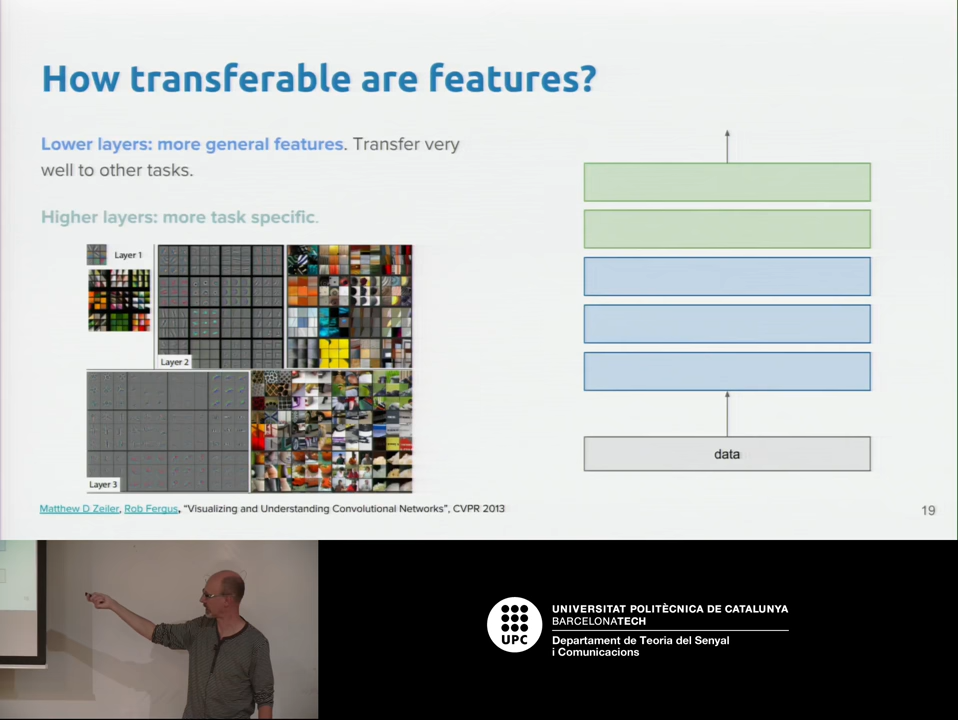 How transferable are features?
Lower layers: more general features. Transfer very
well to other tasks.
Higher layers: more task specific.
Layer 1
Layer 2
Layer 3
data
Matthew D Zeiler, Rob Fergus, “Visualizing and Understanding Convolutional Networks”, CVPR 2013
19
UPC
UNIVERSITAT POLITÈCNICA DE CATALUNYA
BARCELONATECH
Departament de Teoria del Senyal
i Comunicacions